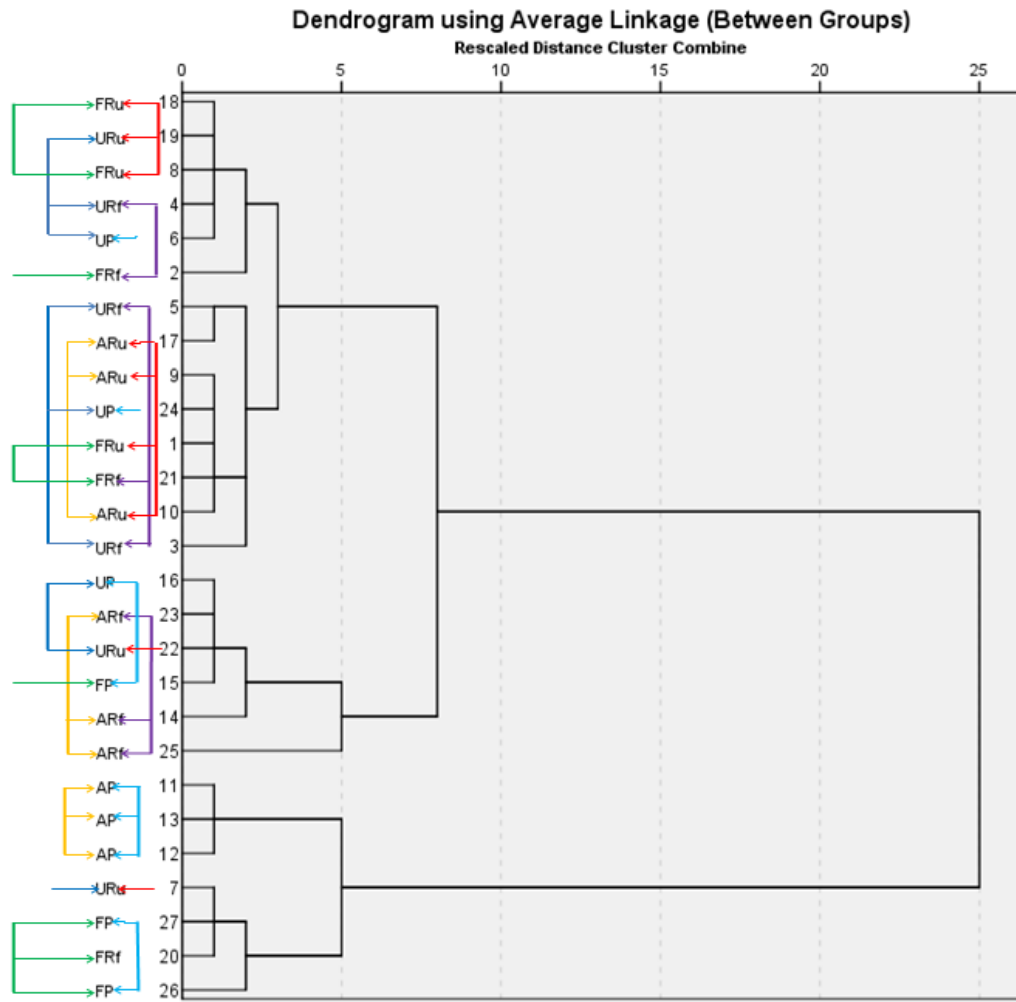 Dendrogram using Average Linkage (Between Groups)
Rescaled Distance Cluster Combine
0 5 10 15 20 25
FRu 18
URu 19
FRu 8
URf 4
UP 6
FRf 2
URf 5
ARu 17
ARu 9
UP 24
FRu 1
FRf 21
ARu 10
URf 3
UP 16
ARf 23
URu 22
FP 15
ARf 14
ARf 25
AP 11
AP 13
AP 12
URu 7
FP 27
FRf 20
FP 26